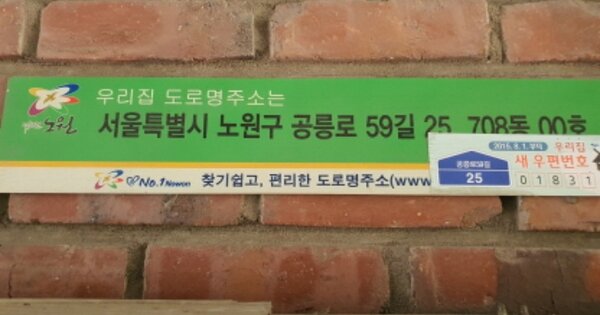 우리집 도로명주소는
노원
서울특별시 노원구 공릉로 59길 25, 708동 00호
No.1 Nowon 찾기쉽고, 편리한 도로명주소(www
2015. 8. 1. 부터 우리집
새 우편번호
공릉로59길
25
01831